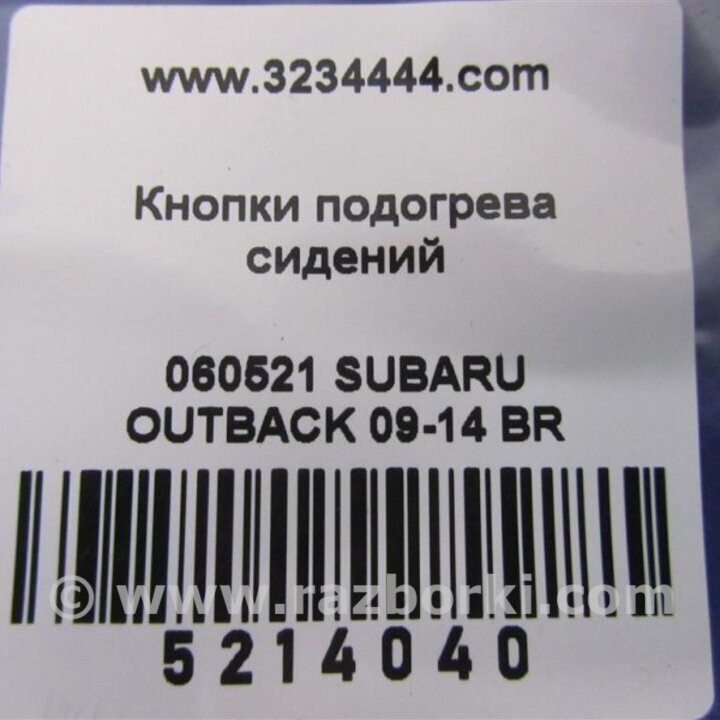 www.3234444.com
Кнопки подогрева
сидений
060521 SUBARU
OUTBACK 09-14 BR
© www.razborki.com
5214040